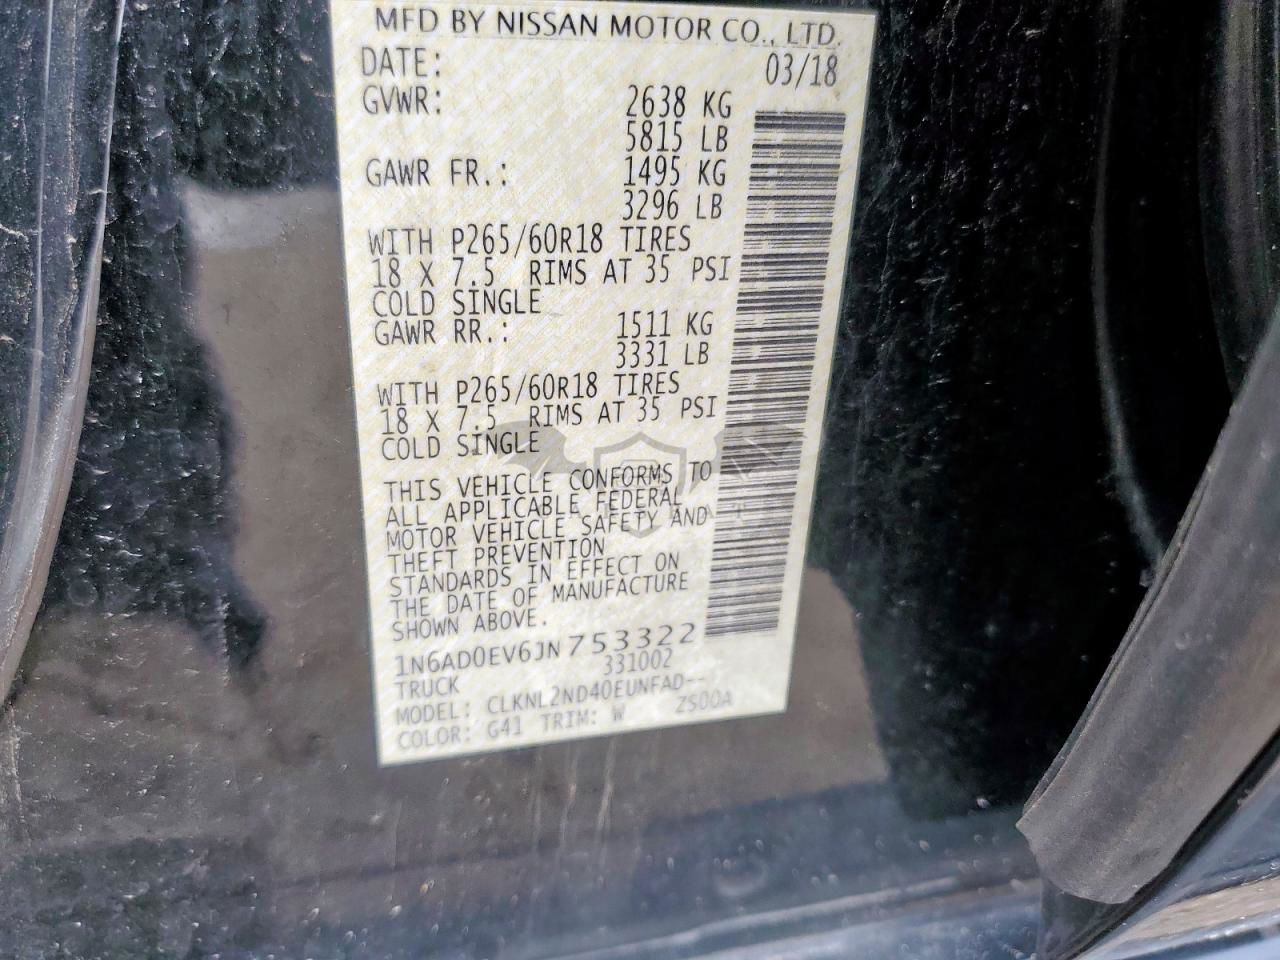 MFD BY NISSAN MOTOR CO., LTD.
DATE: 03/18
GVWR: 2638 KG
5815 LB
GAWR FR.: 1495 KG
3296 LB
WITH P265/60R18 TIRES
18 X 7.5 RIMS AT 35 PSI
COLD SINGLE
GAWR RR.: 1511 KG
3331 LB
WITH P265/60R18 TIRES
18 X 7.5 RIMS AT 35 PSI
COLD SINGLE
THIS VEHICLE CONFORMS TO
ALL APPLICABLE FEDERAL
MOTOR VEHICLE SAFETY AND
THEFT PREVENTION
STANDARDS IN EFFECT ON
THE DATE OF MANUFACTURE
SHOWN ABOVE.
1N6AD0EV6JN753322
TRUCK 331002
MODEL: CLKNL2ND40EUNFAD--
COLOR: G41 TRIM: W ZS00A